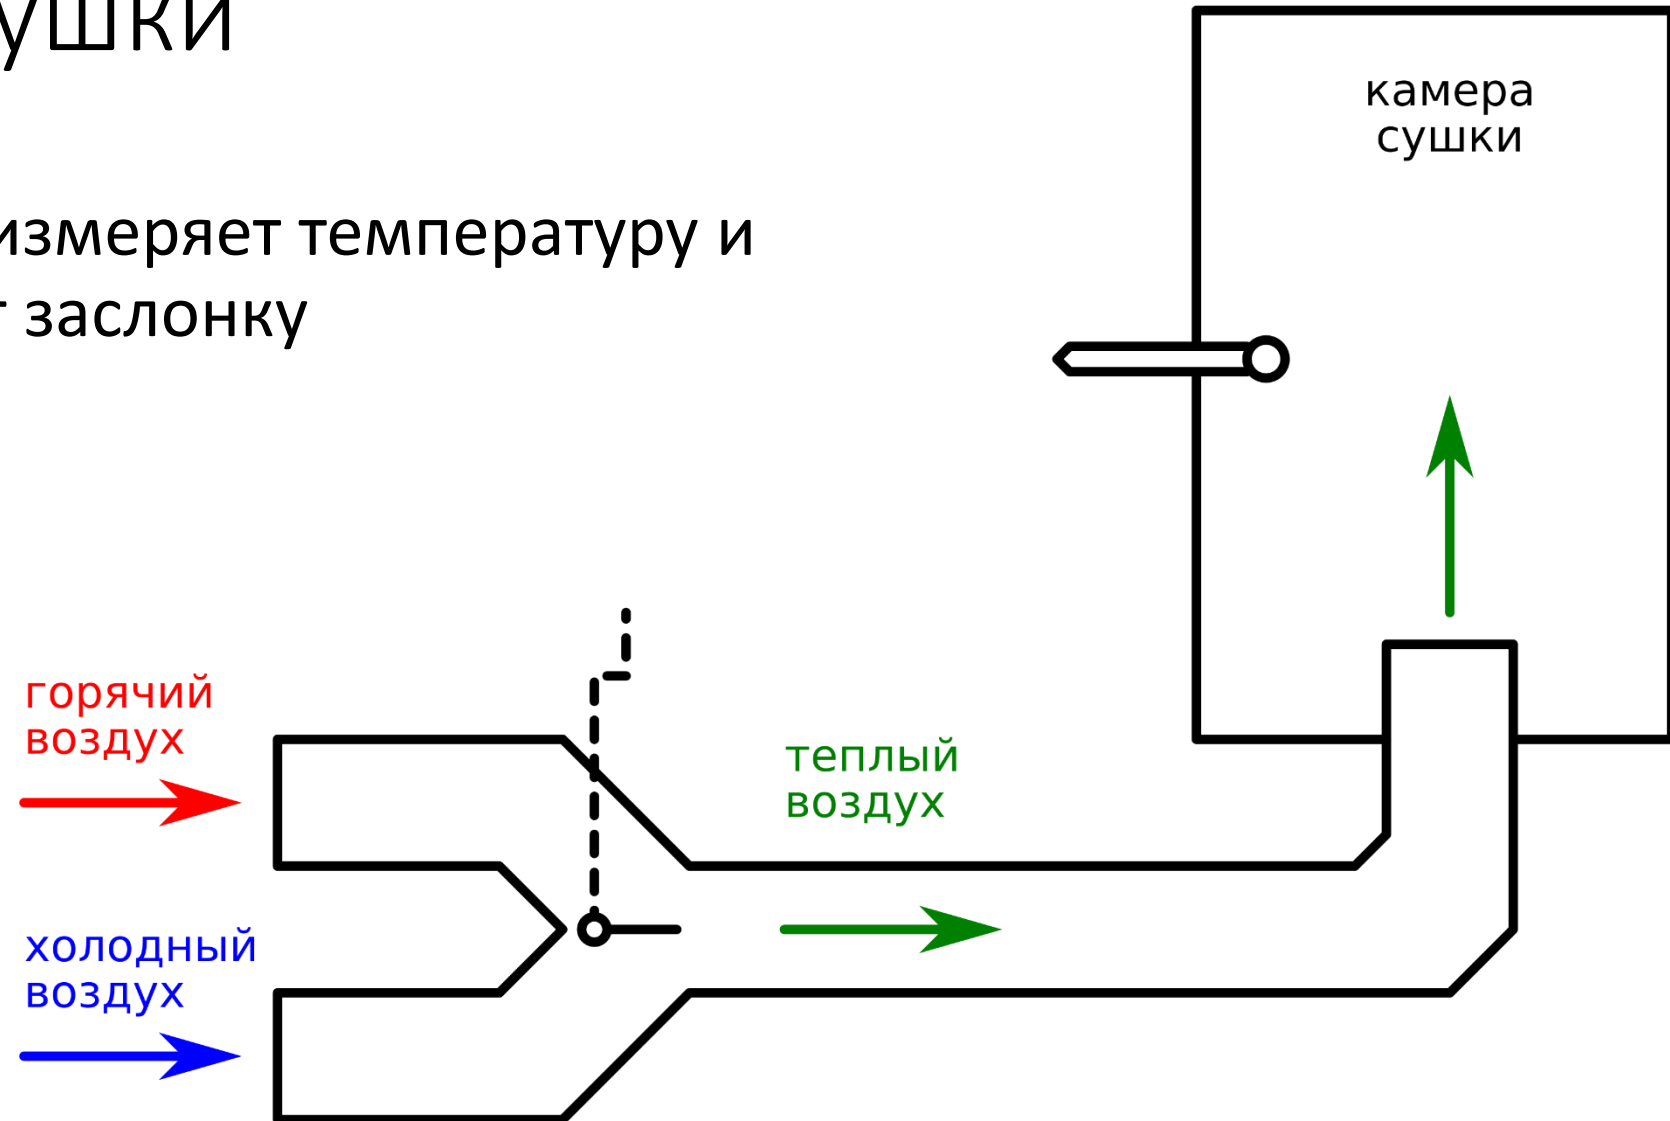 ушки
измеряет температуру и
заслонку
камера
сушки
горячий
воздух
теплый
воздух
холодный
воздух